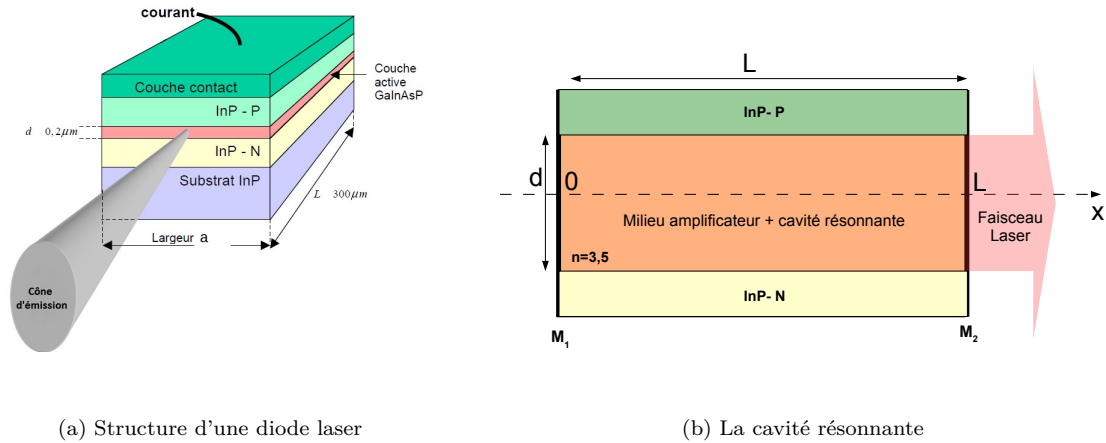 courant
Couche contact
Couche
active
GaInAsP
InP - P
d 0,2µm
InP - N
Substrat InP
L 300µm
Largeur a
Cône
d'émission
L
InP- P
d
0
L
X
Milieu amplificateur + cavité résonnante
Faisceau
Laser
n=3,5
InP- N
M1
M2
(a) Structure d'une diode laser
(b) La cavité résonnante